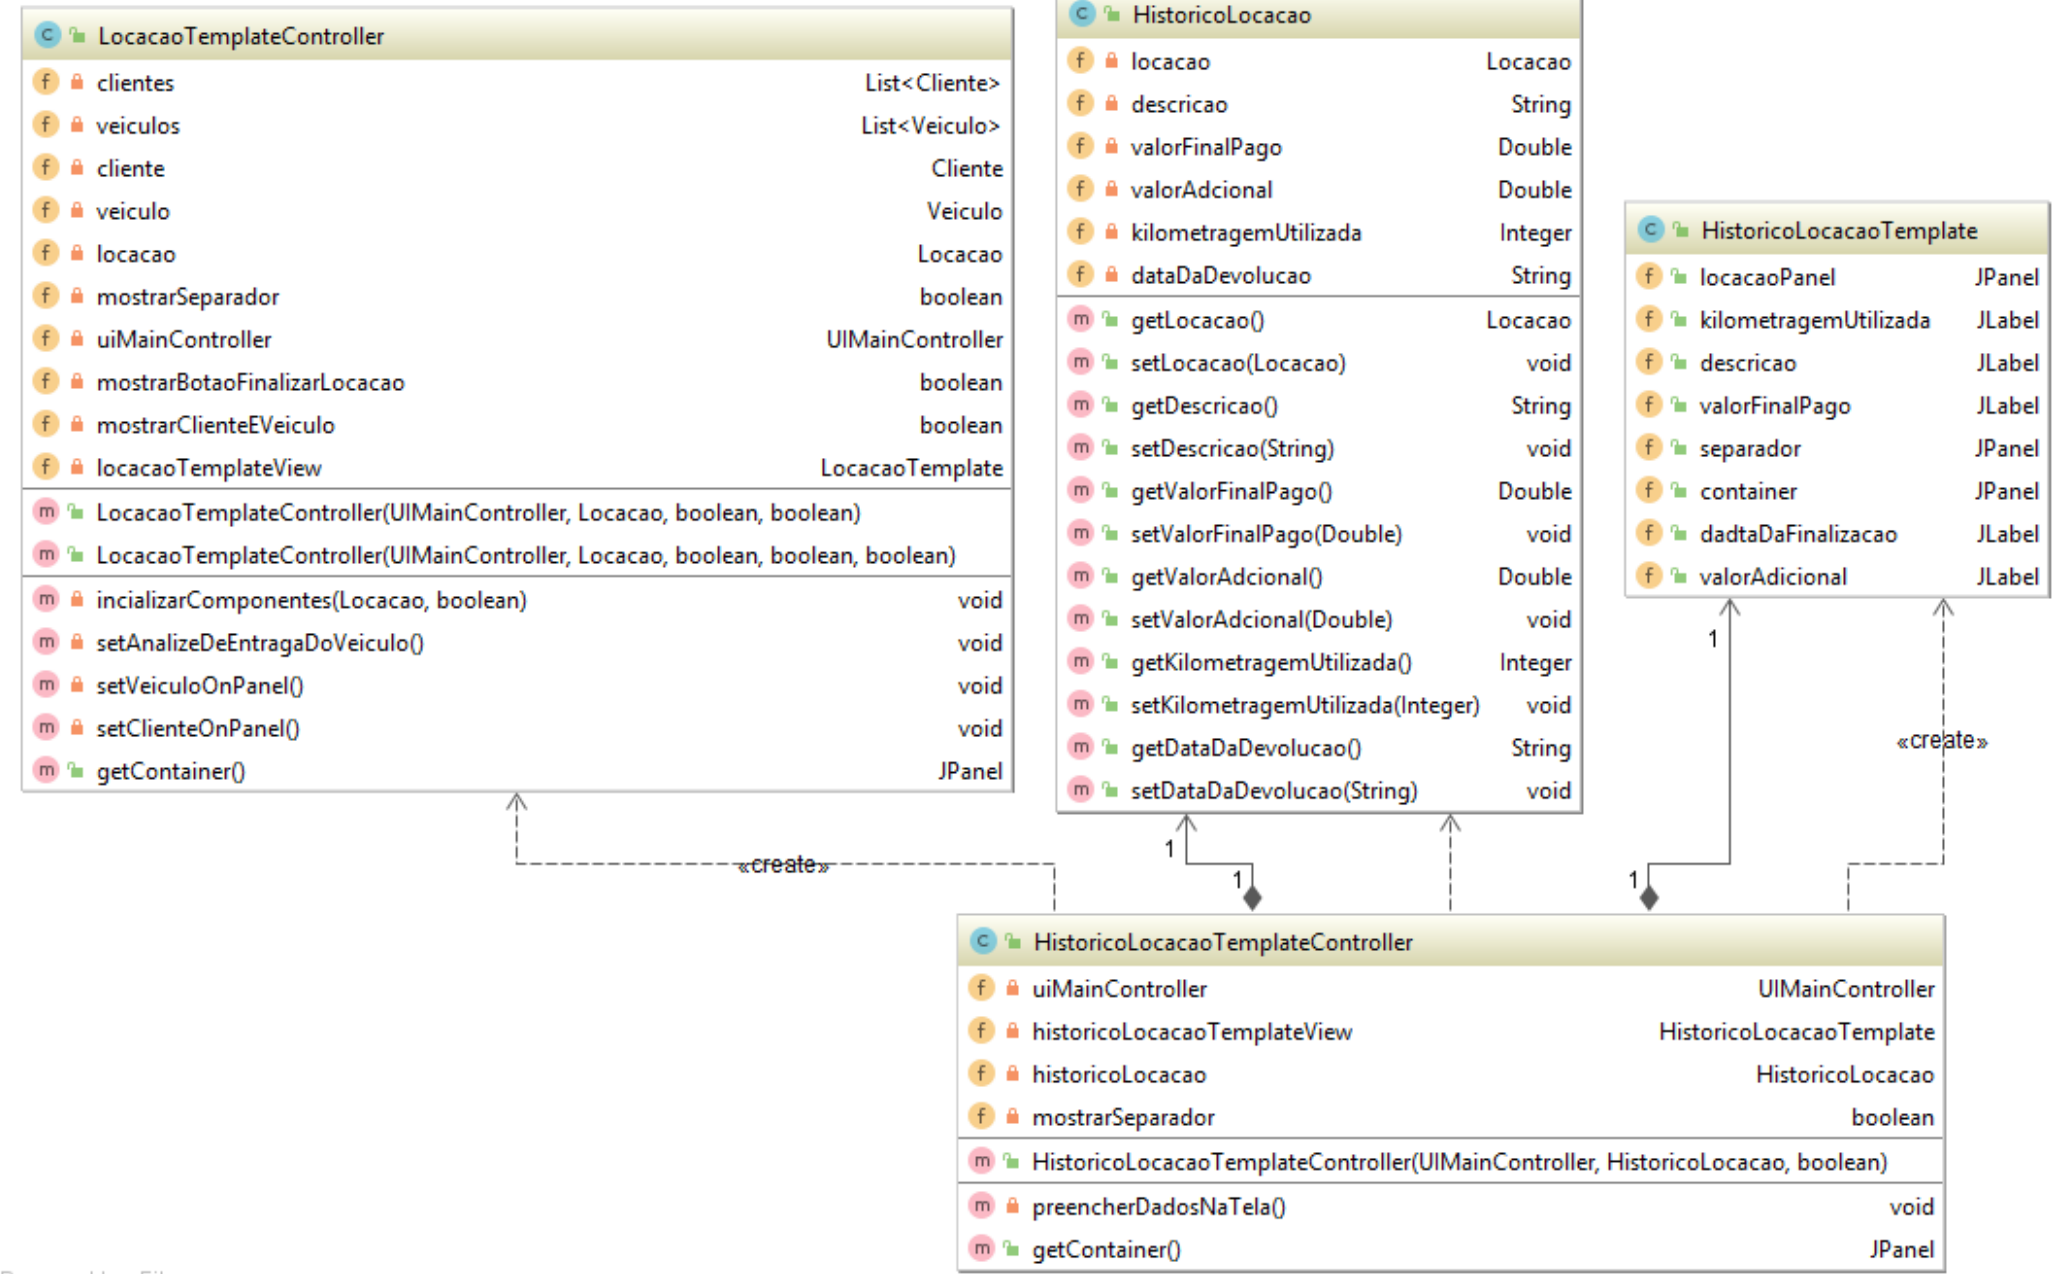 LocacaoTemplateController
clientes List<Cliente>
veiculos List<Veiculo>
cliente Cliente
veiculo Veiculo
locacao Locacao
mostrarSeparador boolean
uiMainController UIMainController
mostrarBotaoFinalizarLocacao boolean
mostrarClienteEVeiculo boolean
locacaoTemplateView LocacaoTemplate
LocacaoTemplateController(UIMainController, Locacao, boolean, boolean)
LocacaoTemplateController(UIMainController, Locacao, boolean, boolean, boolean)
incializarComponentes(Locacao, boolean) void
setAnalizeDeEntragaDoVeiculo() void
setVeiculoOnPanel() void
setClienteOnPanel() void
getContainer() JPanel
HistoricoLocacao
locacao Locacao
descricao String
valorFinalPago Double
valorAdcional Double
kilometragemUtilizada Integer
dataDaDevolucao String
getLocacao() Locacao
setLocacao(Locacao) void
getDescricao() String
setDescricao(String) void
getValorFinalPago() Double
setValorFinalPago(Double) void
getValorAdcional() Double
setValorAdcional(Double) void
getKilometragemUtilizada() Integer
setKilometragemUtilizada(Integer) void
getDataDaDevolucao() String
setDataDaDevolucao(String) void
HistoricoLocacaoTemplate
locacaoPanel JPanel
kilometragemUtilizada JLabel
descricao JLabel
valorFinalPago JLabel
separador JPanel
container JPanel
dadtaDaFinalizacao JLabel
valorAdicional JLabel
1
«create»
«create»
1
1
1
HistoricoLocacaoTemplateController
uiMainController UIMainController
historicoLocacaoTemplateView HistoricoLocacaoTemplate
historicoLocacao HistoricoLocacao
mostrarSeparador boolean
HistoricoLocacaoTemplateController(UIMainController, HistoricoLocacao, boolean)
preencherDadosNaTela() void
getContainer() JPanel